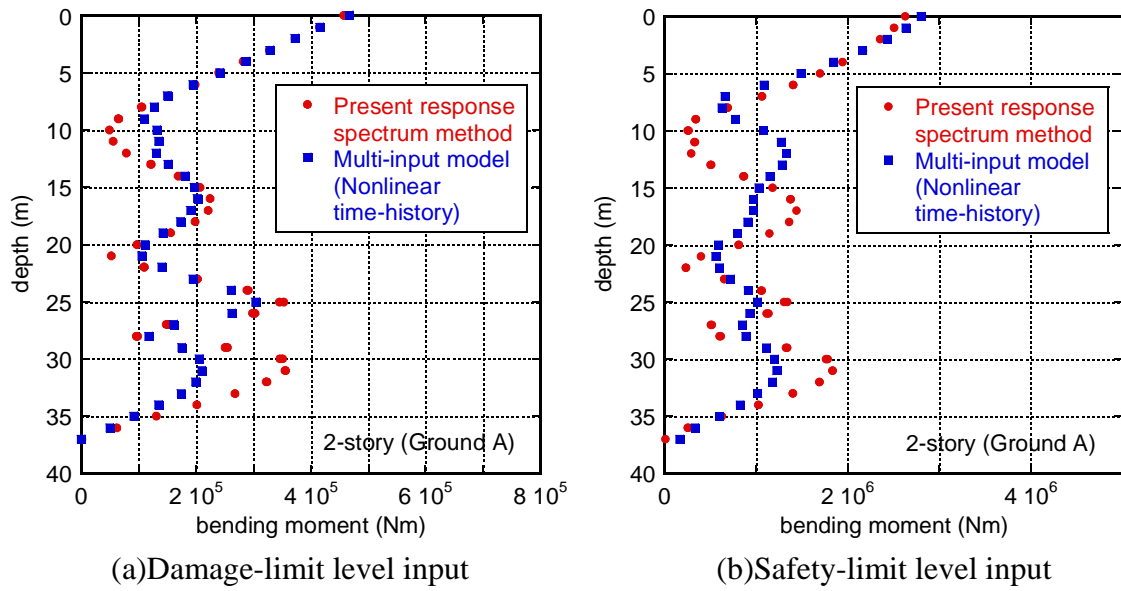 0
5
10
15
20
25
30
35
40
depth (m)
Present response
spectrum method
Multi-input model
(Nonlinear
time-history)
2-story (Ground A)
0
2 10^5
4 10^5
6 10^5
8 10^5
bending moment (Nm)
(a)Damage-limit level input
0
5
10
15
20
25
30
35
40
depth (m)
Present response
spectrum method
Multi-input model
(Nonlinear
time-history)
2-story (Ground A)
0
2 10^6
4 10^6
bending moment (Nm)
(b)Safety-limit level input